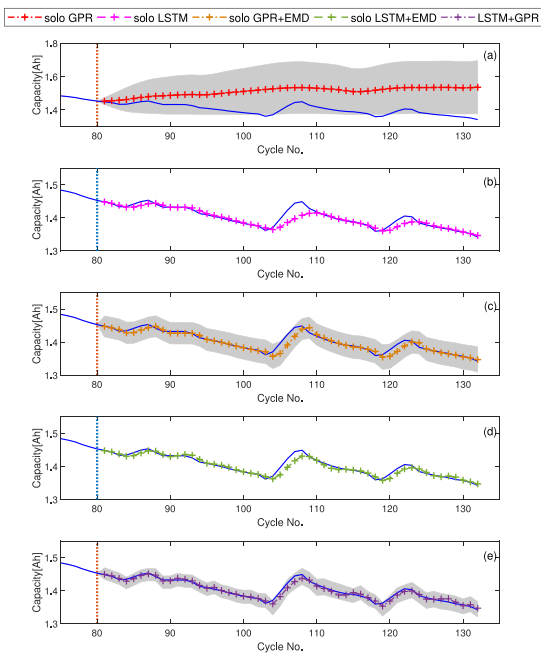 solo GPR solo LSTM solo GPR+EMD solo LSTM+EMD LSTM+GPR
(a)
Capacity[Ah]
1.8
1.6
1.4
80 90 100 110 120 130
Cycle No.
(b)
Capacity[Ah]
1.5
1.4
1.3
80 90 100 110 120 130
Cycle No.
(c)
Capacity[Ah]
1.5
1.4
1.3
80 90 100 110 120 130
Cycle No.
(d)
Capacity[Ah]
1.5
1.4
1.3
80 90 100 110 120 130
Cycle No.
(e)
Capacity[Ah]
1.5
1.4
1.3
80 90 100 110 120 130
Cycle No.